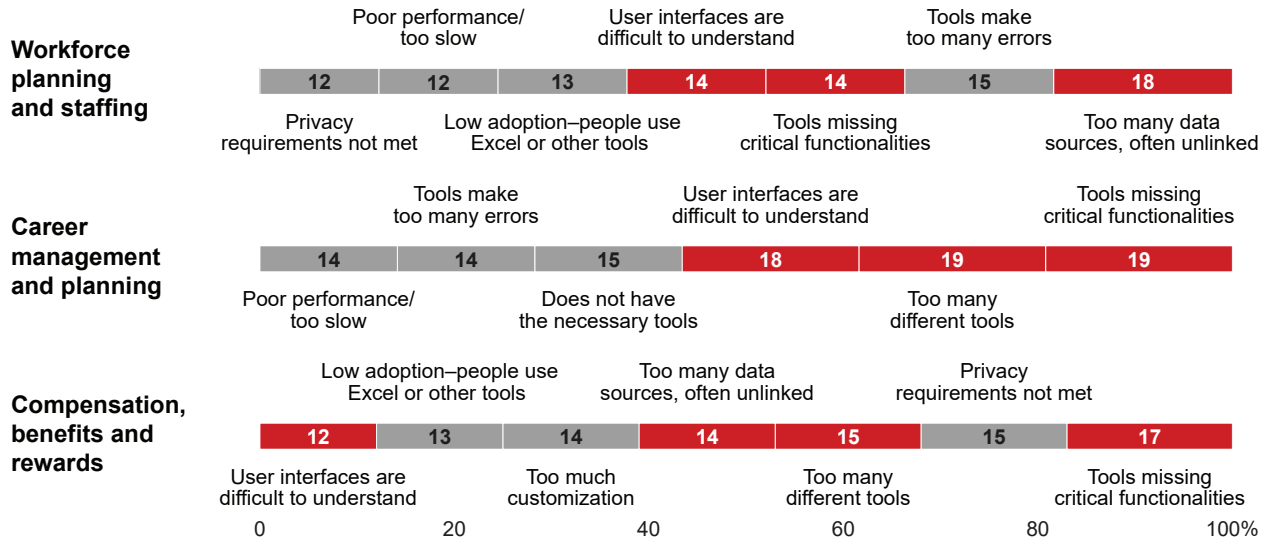 Workforce
planning
and staffing
Poor performance/
too slow
User interfaces are
difficult to understand
Tools make
too many errors
12 12 13 14 14 15 18
Privacy
requirements not met
Low adoption–people use
Excel or other tools
Tools missing
critical functionalities
Too many data
sources, often unlinked
Career
management
and planning
Tools make
too many errors
User interfaces are
difficult to understand
Tools missing
critical functionalities
14 14 15 18 19 19
Poor performance/
too slow
Does not have
the necessary tools
Too many
different tools
Compensation,
benefits and
rewards
Low adoption–people use
Excel or other tools
Too many data
sources, often unlinked
Privacy
requirements not met
12 13 14 14 15 15 17
User interfaces are
difficult to understand
Too much
customization
Too many
different tools
Tools missing
critical functionalities
0 20 40 60 80 100%